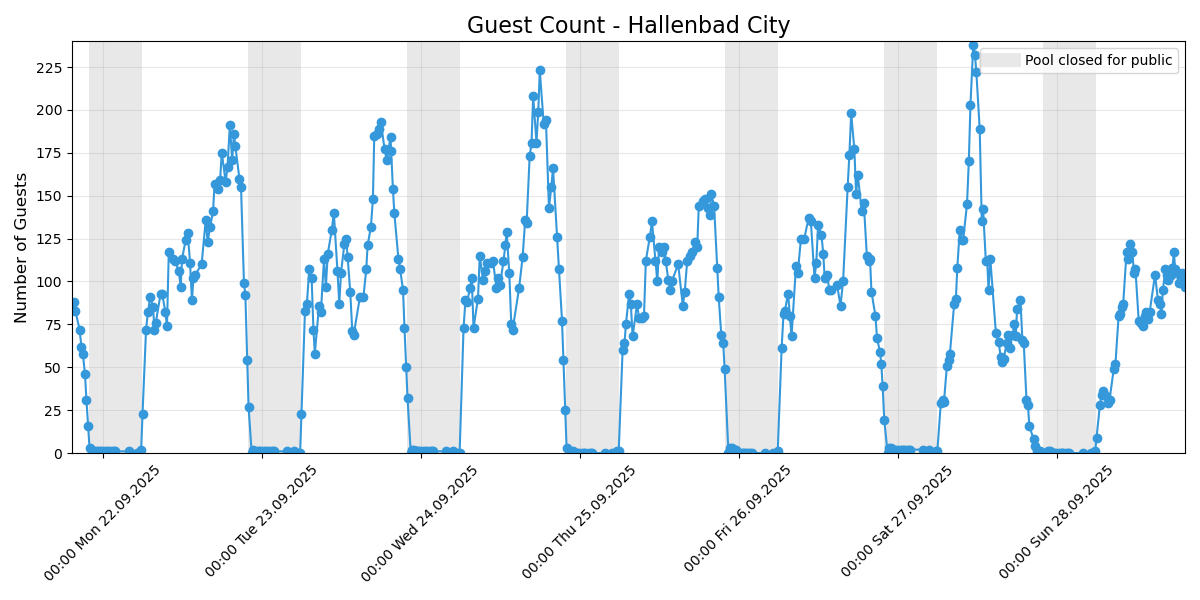 Guest Count - Hallenbad City
Pool closed for public
Number of Guests
225
200
175
150
125
100
75
50
25
0
00:00 Mon 22.09.2025
00:00 Tue 23.09.2025
00:00 Wed 24.09.2025
00:00 Thu 25.09.2025
00:00 Fri 26.09.2025
00:00 Sat 27.09.2025
00:00 Sun 28.09.2025